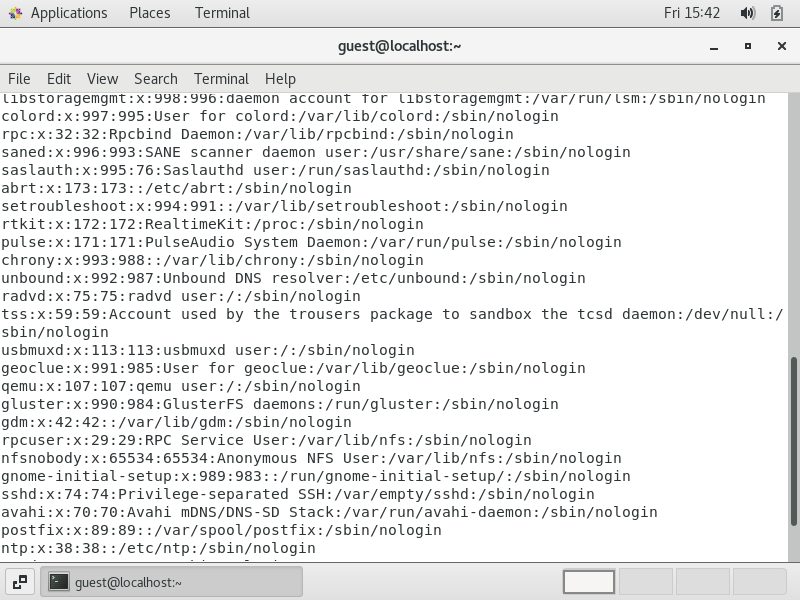 Applications Places Terminal Fri 15:42
guest@localhost:~
File Edit View Search Terminal Help
libstoragemgmt:x:998:996:daemon account for libstoragemgmt:/var/run/lsm:/sbin/nologin
colord:x:997:995:User for colord:/var/lib/colord:/sbin/nologin
rpc:x:32:32:Rpcbind Daemon:/var/lib/rpcbind:/sbin/nologin
saned:x:996:993:SANE scanner daemon user:/usr/share/sane:/sbin/nologin
saslauth:x:995:76:Saslauthd user:/run/saslauthd:/sbin/nologin
abrt:x:173:173::/etc/abrt:/sbin/nologin
setroubleshoot:x:994:991::/var/lib/setroubleshoot:/sbin/nologin
rtkit:x:172:172:RealtimeKit:/proc:/sbin/nologin
pulse:x:171:171:PulseAudio System Daemon:/var/run/pulse:/sbin/nologin
chrony:x:993:988::/var/lib/chrony:/sbin/nologin
unbound:x:992:987:Unbound DNS resolver:/etc/unbound:/sbin/nologin
radvd:x:75:75:radvd user:/:/sbin/nologin
tss:x:59:59:Account used by the trousers package to sandbox the tcsd daemon:/dev/null:/
sbin/nologin
usbmuxd:x:113:113:usbmuxd user:/:/sbin/nologin
geoclue:x:991:985:User for geoclue:/var/lib/geoclue:/sbin/nologin
qemu:x:107:107:qemu user:/:/sbin/nologin
gluster:x:990:984:GlusterFS daemons:/run/gluster:/sbin/nologin
gdm:x:42:42::/var/lib/gdm:/sbin/nologin
rpcuser:x:29:29:RPC Service User:/var/lib/nfs:/sbin/nologin
nfsnobody:x:65534:65534:Anonymous NFS User:/var/lib/nfs:/sbin/nologin
gnome-initial-setup:x:989:983::/run/gnome-initial-setup/:/sbin/nologin
sshd:x:74:74:Privilege-separated SSH:/var/empty/sshd:/sbin/nologin
avahi:x:70:70:Avahi mDNS/DNS-SD Stack:/var/run/avahi-daemon:/sbin/nologin
postfix:x:89:89::/var/spool/postfix:/sbin/nologin
ntp:x:38:38::/etc/ntp:/sbin/nologin
guest@localhost:~